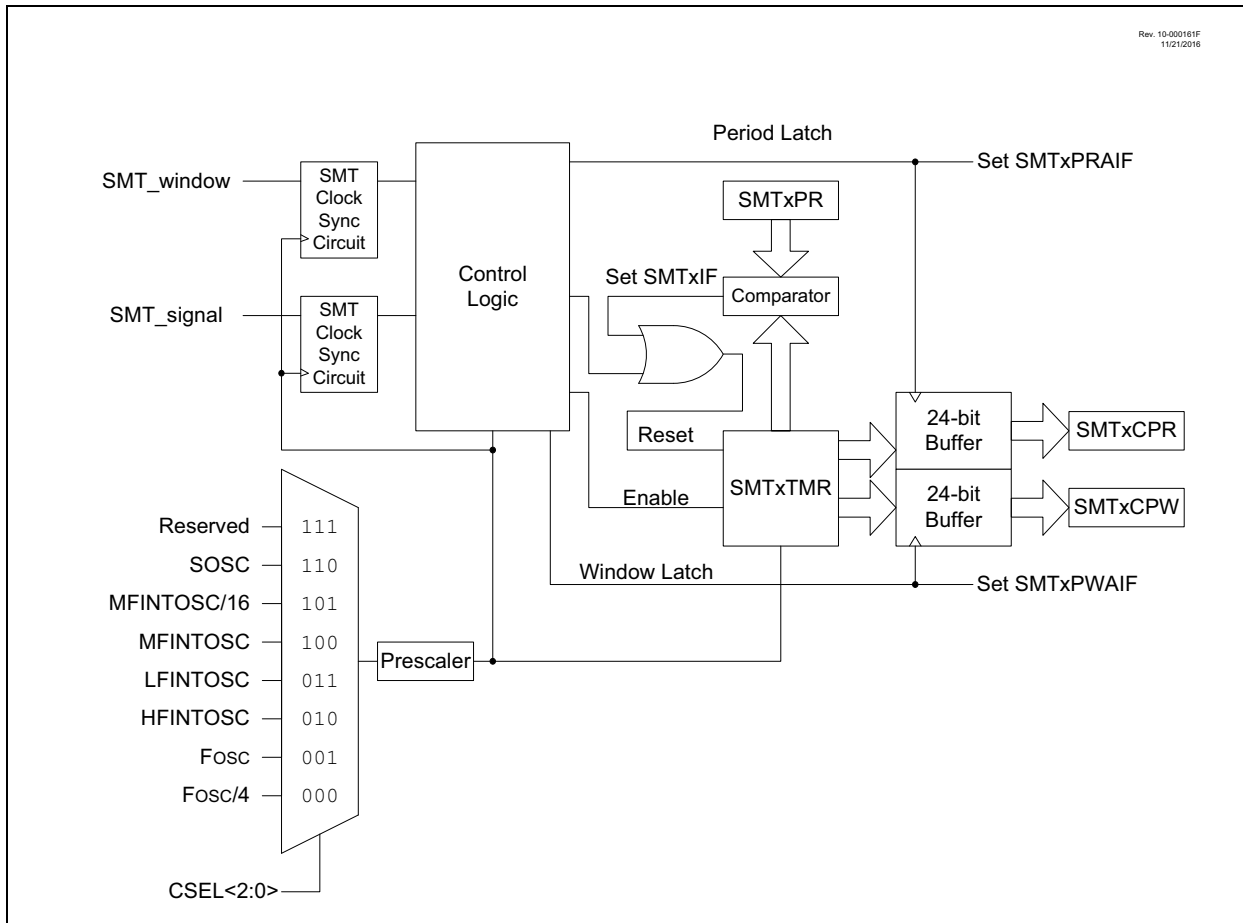 Rev. 10-000161F
11/21/2016
Period Latch
Set SMTxPRAIF
SMT_window
SMT
Clock
Sync
Circuit
SMTxPR
Control
Logic
Set SMTxIF
Comparator
SMT_signal
SMT
Clock
Sync
Circuit
Reset
SMTxTMR
24-bit
Buffer
SMTxCPR
Enable
24-bit
Buffer
SMTxCPW
Window Latch
Set SMTxPWAIF
Reserved 111
SOSC 110
MFINTOSC/16 101
MFINTOSC 100
LFINTOSC 011
HFINTOSC 010
FOSC 001
FOSC/4 000
Prescaler
CSEL<2:0>